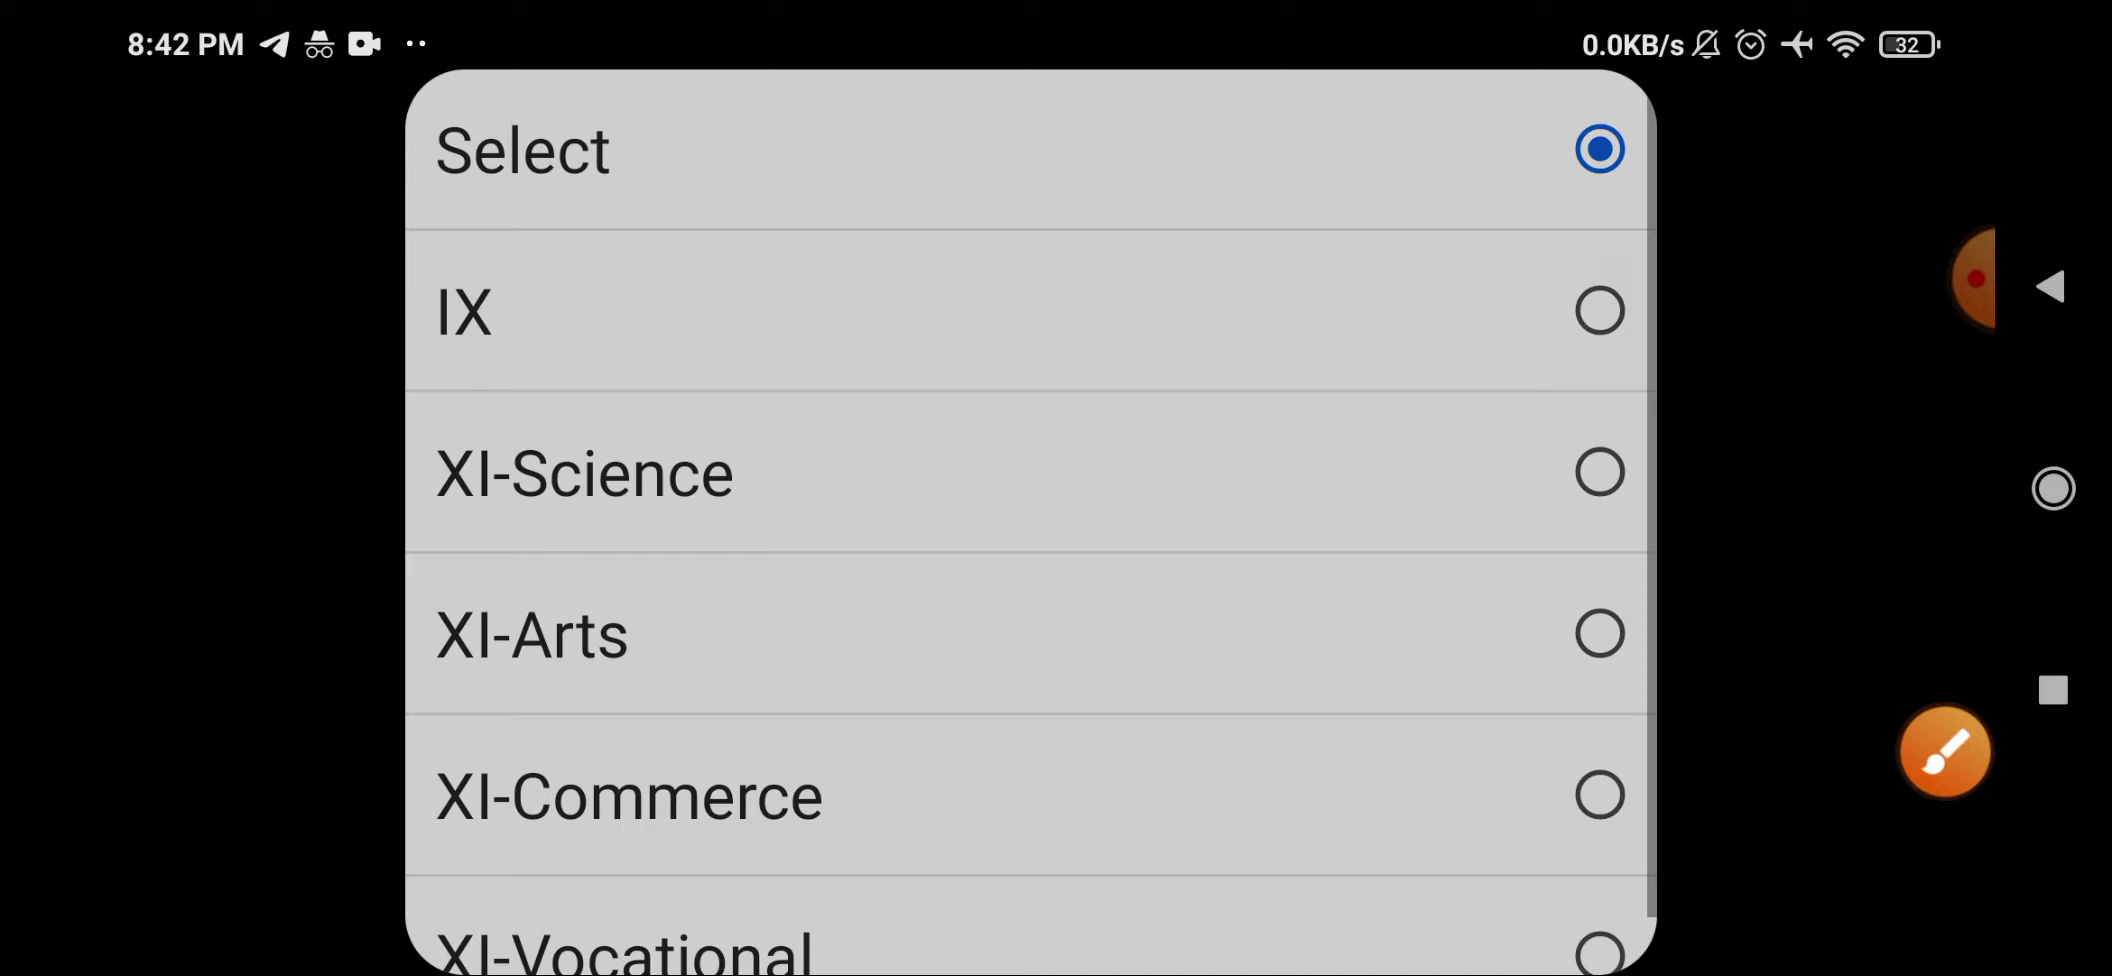 8:42 PM
0.0KB/s
32
Select
IX
XI-Science
XI-Arts
XI-Commerce
XI-Vocational